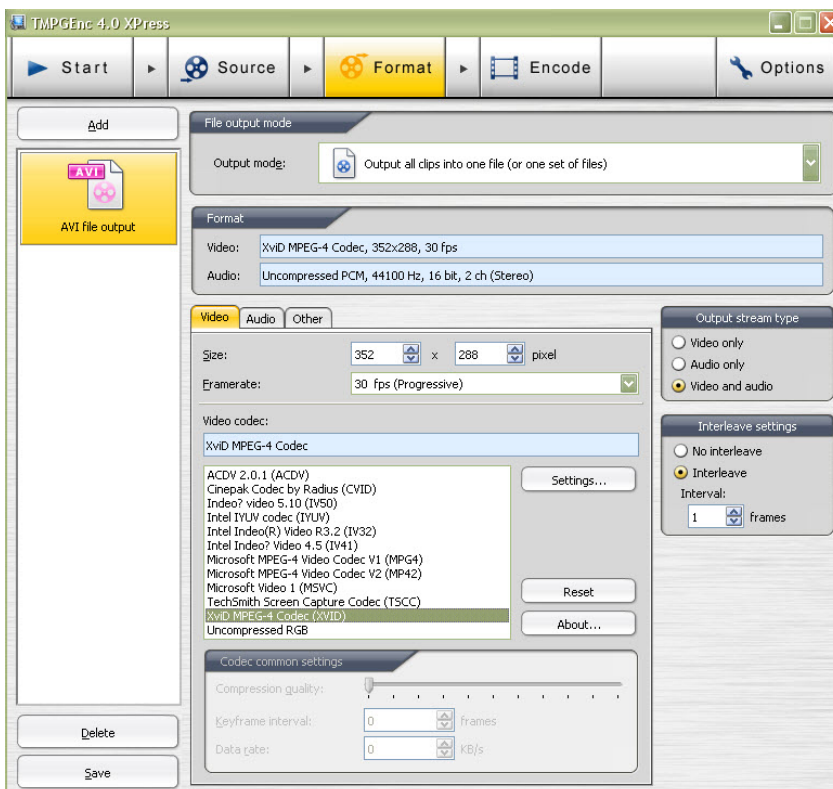 TMPGEnc 4.0 XPress
Start
Source
Format
Encode
Options
Add
AVI
AVI file output
Delete
Save
File output mode
Output mode:
Output all clips into one file (or one set of files)
Format
Video:
XviD MPEG-4 Codec, 352x288, 30 fps
Audio:
Uncompressed PCM, 44100 Hz, 16 bit, 2 ch (Stereo)
Video
Audio
Other
Size:
352 x 288 pixel
Framerate:
30 fps (Progressive)
Video codec:
XviD MPEG-4 Codec
ACDV 2.0.1 (ACDV)
Cinepak Codec by Radius (CVID)
Indeo? video 5.10 (IV50)
Intel IYUV codec (IYUV)
Intel Indeo(R) Video R3.2 (IV32)
Intel Indeo? Video 4.5 (IV41)
Microsoft MPEG-4 Video Codec V1 (MPG4)
Microsoft MPEG-4 Video Codec V2 (MP42)
Microsoft Video 1 (MSVC)
TechSmith Screen Capture Codec (TSCC)
XviD MPEG-4 Codec (XVID)
Uncompressed RGB
Settings...
Reset
About...
Codec common settings
Compression quality:
Keyframe interval:
0 frames
Data rate:
0 KB/s
Output stream type
Video only
Audio only
Video and audio
Interleave settings
No interleave
Interleave
Interval:
1 frames